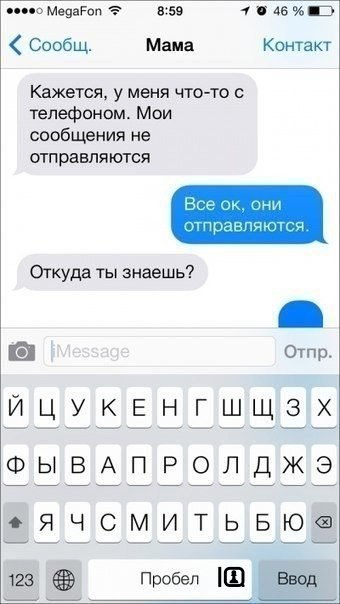 MegaFon 8:59 46 %
Сообщ. Мама Контакт
Кажется, у меня что-то с
телефоном. Мои
сообщения не
отправляются
Все ок, они
отправляются.
Откуда ты знаешь?
iMessage Отпр.
Й Ц У К Е Н Г Ш Щ З Х
Ф Ы В А П Р О Л Д Ж Э
Я Ч С М И Т Ь Б Ю
123 Пробел Ввод